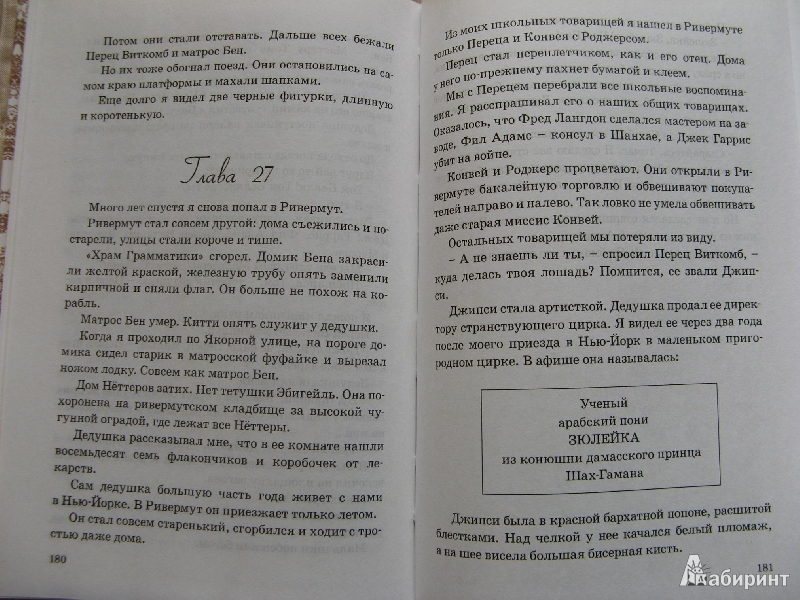 Потом они стали отставать. Дальше всех бежали
Перец Виткомб и матрос Бен.
Но их тоже обогнал поезд. Они остановились на са-
мом краю платформы и махали шапками.
Еще долго я видел две черные фигурки, длинную
и коротенькую.
Глава 27
Много лет спустя я снова попал в Ривермут.
Ривермут стал совсем другой: дома съежились и по-
старели, улицы стали короче и тише.
«Храм Грамматики» сгорел. Домик Бена закраси-
ли желтой краской, железную трубу опять заменили
кирпичной и сняли флаг. Он больше не похож на ко-
рабль.
Матрос Бен умер. Китти опять служит у дедушки.
Когда я проходил по Якорной улице, на пороге до-
мика сидел старик в матросской фуфайке и вырезал
ножом лодку. Совсем как матрос Бен.
Дом Нёттеров затих. Нет тетушки Эбигейль. Она по-
хоронена на ривермутском кладбище за высокой чу-
гунной оградой, где лежат все Нёттеры.
Дедушка рассказывал мне, что в ее комнате нашли
восемьдесят семь флакончиков и коробочек от ле-
карств.
Сам дедушка большую часть года живет с нами
в Нью-Йорке. В Ривермут он приезжает только летом.
Он стал совсем старенький, сгорбился и ходит с тро-
стью даже дома.
180
Из моих школьных товарищей я нашел в Ривермуте
только Переца и Конвея с Роджерсом.
Перец стал переплетчиком, как и его отец. Дома
у него по-прежнему пахнет бумагой и клеем.
Мы с Перецем перебрали все школьные воспомина-
ния. Я расспрашивал его о наших общих товарищах.
Оказалось, что Фред Лангдон сделался мастером на за-
воде, Фил Адамс – консул в Шанхае, а Джек Гаррис
убит на войне.
Конвей и Роджерс процветают. Они открыли в Ри-
вермуте бакалейную торговлю и обвешивают покупа-
телей направо и налево. Так ловко не умела обвешивать
даже старая миссис Конвей.
Остальных товарищей мы потеряли из виду.
– А не знаешь ли ты, – спросил Перец Виткомб, –
куда делась твоя лошадь? Помнится, ее звали Джип-
си.
Джипси стала артисткой. Дедушка продал ее дирек-
тору странствующего цирка. Я видел ее через два года
после моего приезда в Нью-Йорк в маленьком приго-
родном цирке. В афише она называлась:
Ученый
арабский пони
ЗЮЛЕЙКА
из конюшни дамасского принца
Шах-Гамана
Джипси была в красной бархатной попоне, расшитой
блестками. Над челкой у нее качался белый плюмаж,
а на шее висела большая бисерная кисть.
181
Лабиринт